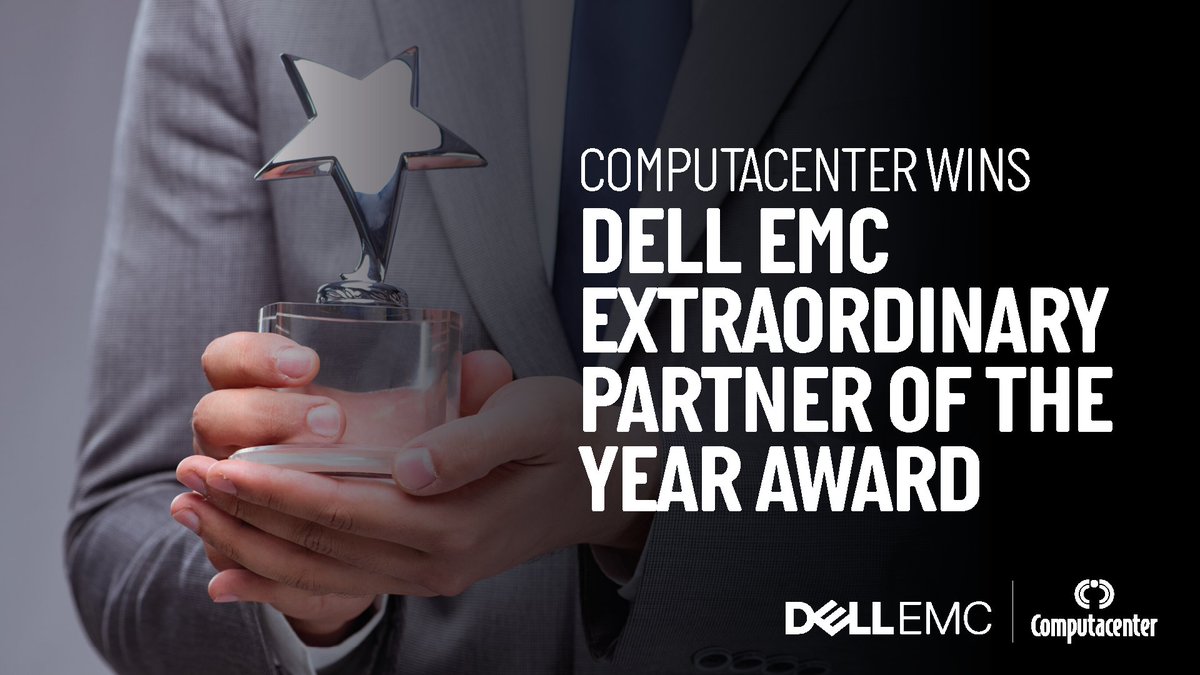 COMPUTACENTER WINS
DELL EMC
EXTRAORDINARY
PARTNER OF THE
YEAR AWARD
DELLEMC
Computacenter